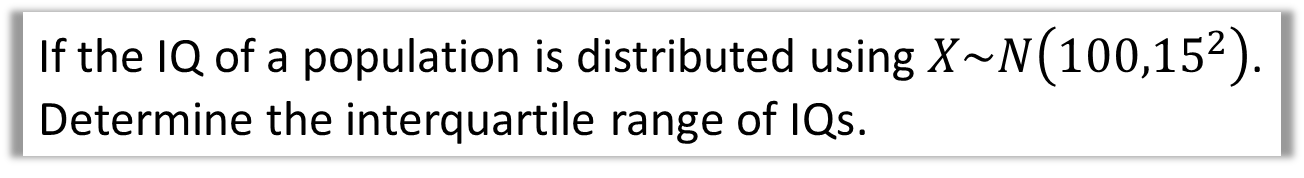 If the IQ of a population is distributed using X~N(100,15²).
Determine the interquartile range of IQs.